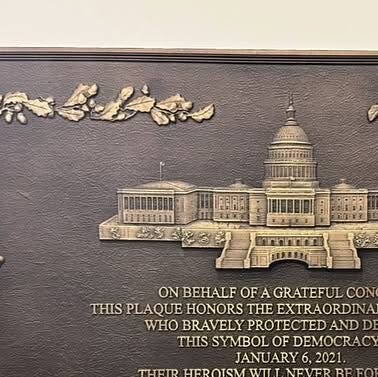 ON BEHALF OF A GRATEFUL
THIS PLAQUE HONORS THE
WHO BRAVELY PROTECTED AND
THIS SYMBOL OF DEMOCRACY
JANUARY 6, 2021.
THEIR HEROISM WILL NEVER BE